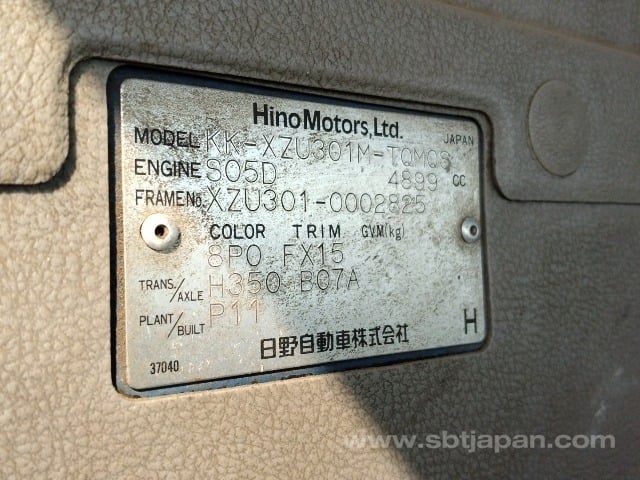 HinoMotors,Ltd.
JAPAN
MODEL KK-XZU301M-TQMQS
ENGINE S05D 4899 CC
FRAME No. XZU301-0002825
COLOR TRIM GVM(kg)
8P0 FX15
TRANS./AXLE H350 B07A
PLANT/BUILT P11
日野自動車株式会社 H
37040
www.sbtjapan.com